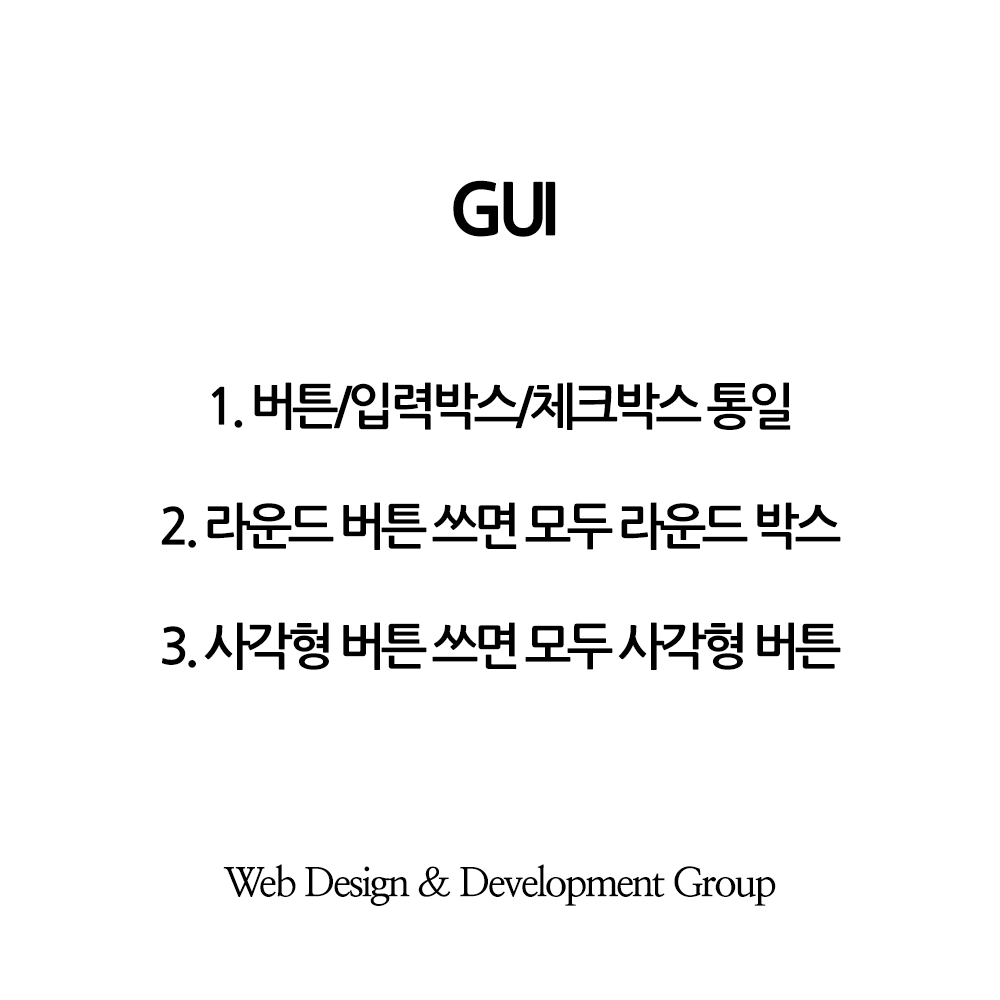 GUI
1. 버튼/입력박스/체크박스 통일
2. 라운드 버튼 쓰면 모두 라운드 박스
3. 사각형 버튼 쓰면 모두 사각형 버튼
Web Design & Development Group